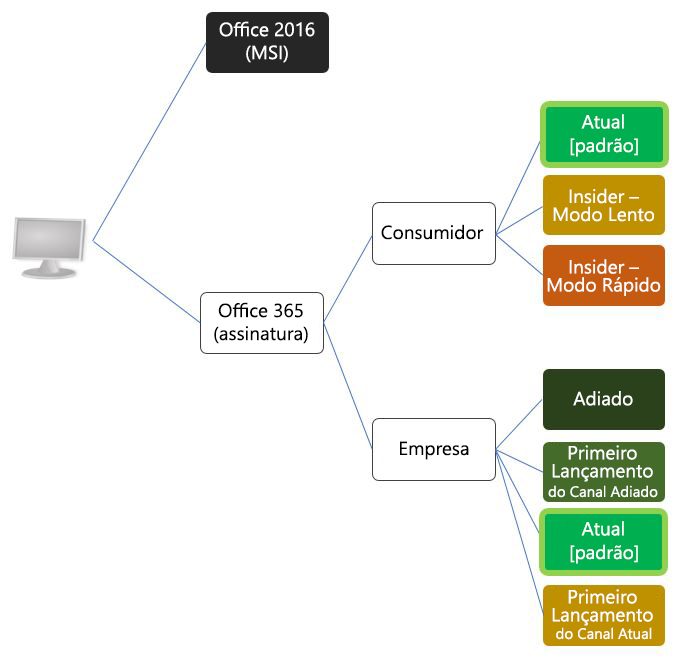 Office 2016
(MSI)
Office 365
(assinatura)
Consumidor
Atual
[padrão]
Insider –
Modo Lento
Insider –
Modo Rápido
Empresa
Adiado
Primeiro
Lançamento
do Canal Adiado
Atual
[padrão]
Primeiro
Lançamento
do Canal Atual